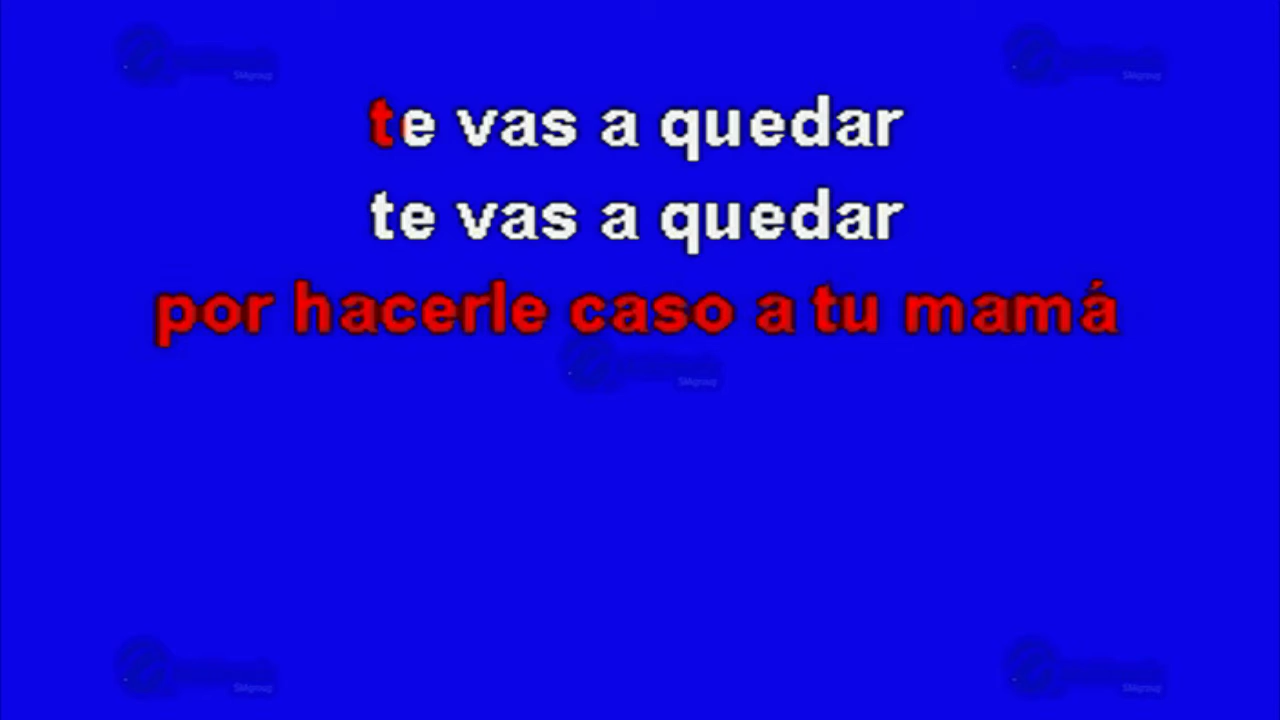 te vas a quedar
te vas a quedar
por hacerle caso a tu mamá